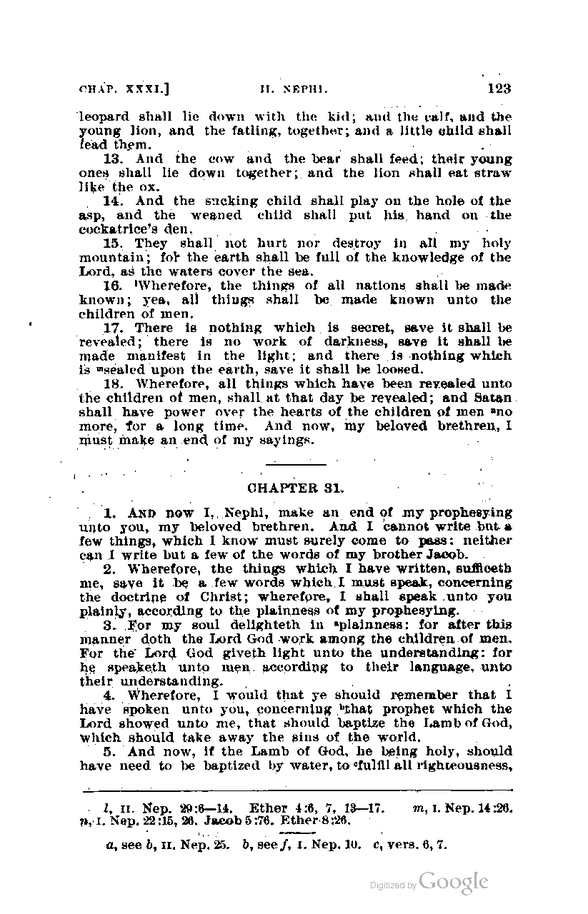 CHAP. XXXI.] II. NEPHI. 123
leopard shall lie down with the kid; and the calf, and the
young lion, and the fatling, together; and a little child shall
lead them.
13. And the cow and the bear shall feed; their young
ones shall lie down together; and the lion shall eat straw
like the ox.
14. And the sucking child shall play on the hole of the
asp, and the weaned child shall put his hand on the
cockatrice's den.
15. They shall not hurt nor destroy in all my holy
mountain; for the earth shall be full of the knowledge of the
Lord, as the waters cover the sea.
16. ˡWherefore, the things of all nations shall be made
known; yea, all things shall be made known unto the
children of men.
17. There is nothing which is secret, save it shall be
revealed; there is no work of darkness, save it shall be
made manifest in the light; and there is nothing which
is ᵐsealed upon the earth, save it shall be loosed.
18. Wherefore, all things which have been revealed unto
the children of men, shall at that day be revealed; and Satan
shall have power over the hearts of the children of men ⁿno
more, for a long time. And now, my beloved brethren, I
must make an end of my sayings.
CHAPTER 31.
1. AND now I, Nephi, make an end of my prophesying
unto you, my beloved brethren. And I cannot write but a
few things, which I know must surely come to pass: neither
can I write but a few of the words of my brother Jacob.
2. Wherefore, the things which I have written, sufficeth
me, save it be a few words which I must speak, concerning
the doctrine of Christ; wherefore, I shall speak unto you
plainly, according to the plainness of my prophesying.
3. For my soul delighteth in ᵃplainness: for after this
manner doth the Lord God work among the children of men.
For the Lord God giveth light unto the understanding: for
he speaketh unto men according to their language, unto
their understanding.
4. Wherefore, I would that ye should remember that I
have spoken unto you, concerning ᵇthat prophet which the
Lord showed unto me, that should baptize the Lamb of God,
which should take away the sins of the world.
5. And now, if the Lamb of God, he being holy, should
have need to be baptized by water, to ᶜfulfil all righteousness,
l, II. Nep. 29:6—14. Ether 4:6, 7, 13—17. m, I. Nep. 14:26.
n, I. Nep. 22:15, 26. Jacob 5:76. Ether 8:26.
a, see b, II. Nep. 25. b, see f, I. Nep. 10. c, vers. 6, 7.
Digitized by Google